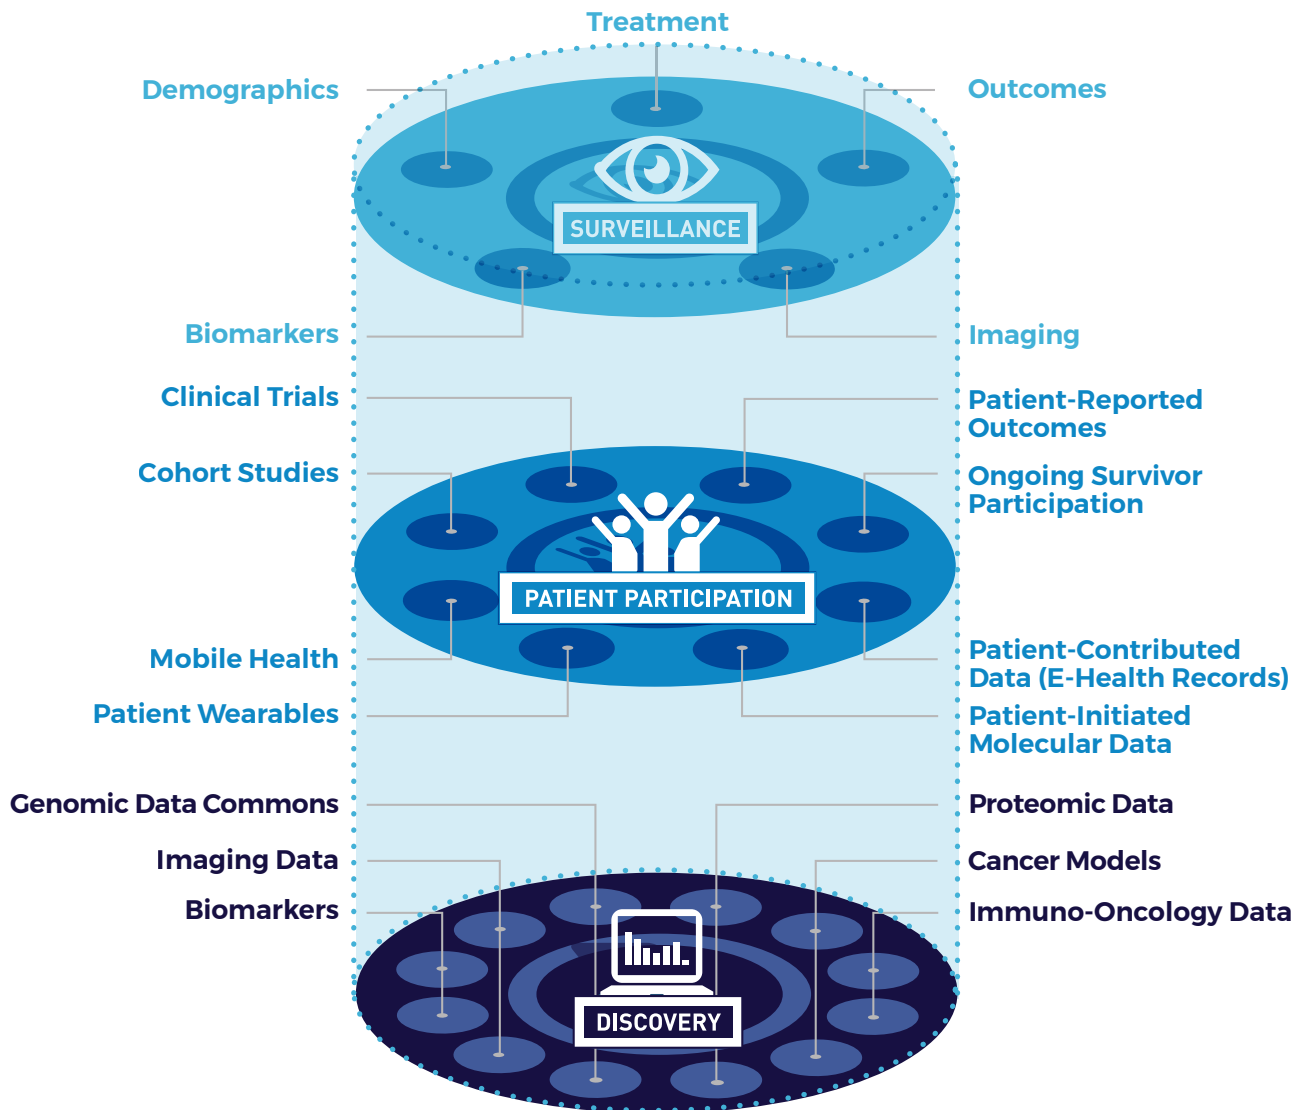 Treatment
Demographics
Outcomes
SURVEILLANCE
Biomarkers
Imaging
Clinical Trials
Patient-Reported
Outcomes
Cohort Studies
Ongoing Survivor
Participation
PATIENT PARTICIPATION
Mobile Health
Patient-Contributed
Data (E-Health Records)
Patient Wearables
Patient-Initiated
Molecular Data
Genomic Data Commons
Proteomic Data
Imaging Data
Cancer Models
Biomarkers
Immuno-Oncology Data
DISCOVERY